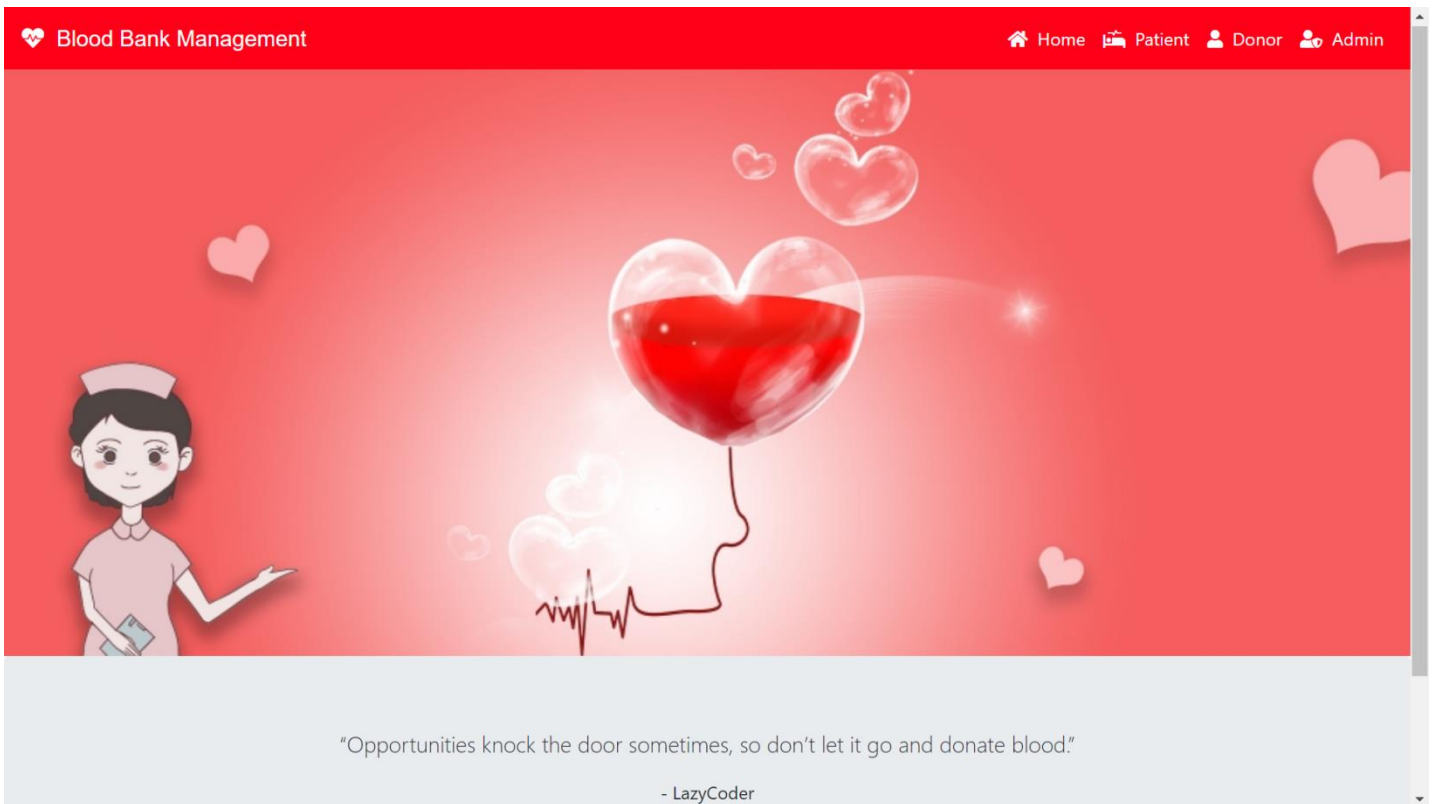 Blood Bank Management
Home Patient Donor Admin
“Opportunities knock the door sometimes, so don’t let it go and donate blood.”
- LazyCoder